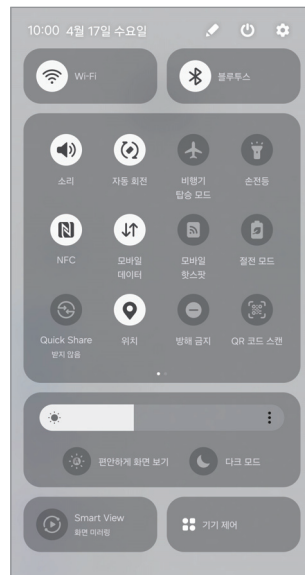 10:00 4월 17일 수요일
Wi-Fi
블루투스
소리
자동 회전
비행기
탑승 모드
손전등
NFC
모바일
데이터
모바일
핫스팟
절전 모드
Quick Share
받지 않음
위치
방해 금지
QR 코드 스캔
편안하게 화면 보기
다크 모드
Smart View
화면 미러링
기기 제어